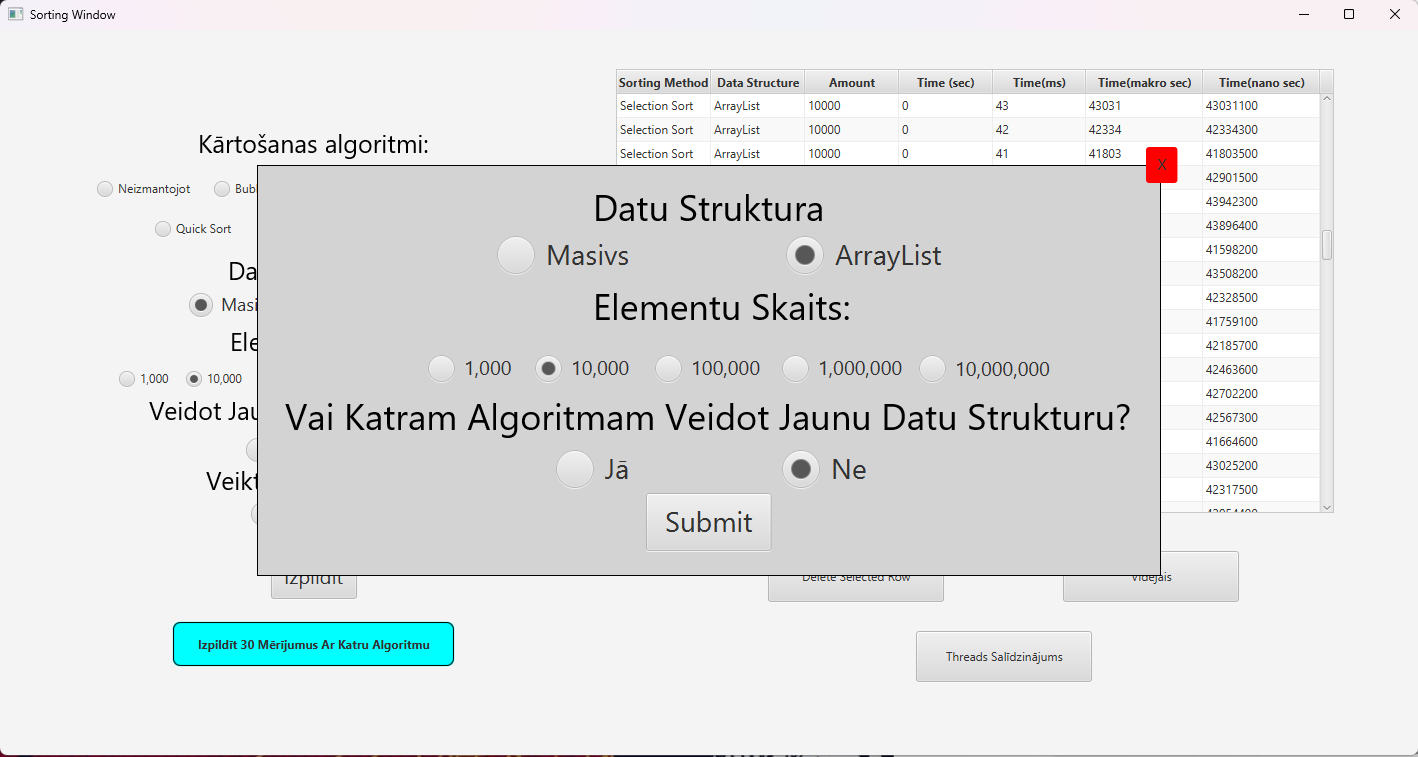 Sorting Window
Sorting Method Data Structure Amount Time (sec) Time(ms) Time(makro sec) Time(nano sec)
Selection Sort ArrayList 10000 0 43 43031 43031100
Selection Sort ArrayList 10000 0 42 42334 42334300
Selection Sort ArrayList 10000 0 41 41803 41803500
42901500
43942300
43896400
41598200
43508200
42328500
41759100
42185700
42463600
42702200
42567300
41664600
43025200
42317500
Kārtošanas algoritmi:
Neizmantojot Bubl
Quick Sort
Da
Masi
Ele
1,000 10,000
Veidot Jau
Veikt
X
Datu Struktura
Masivs ArrayList
Elementu Skaits:
1,000 10,000 100,000 1,000,000 10,000,000
Vai Katram Algoritmam Veidot Jaunu Datu Strukturu?
Jā Ne
Submit
Izpildīt
Delete Selected Row Vidējais
Izpildīt 30 Mērījumus Ar Katru Algoritmu
Threads Salīdzinājums